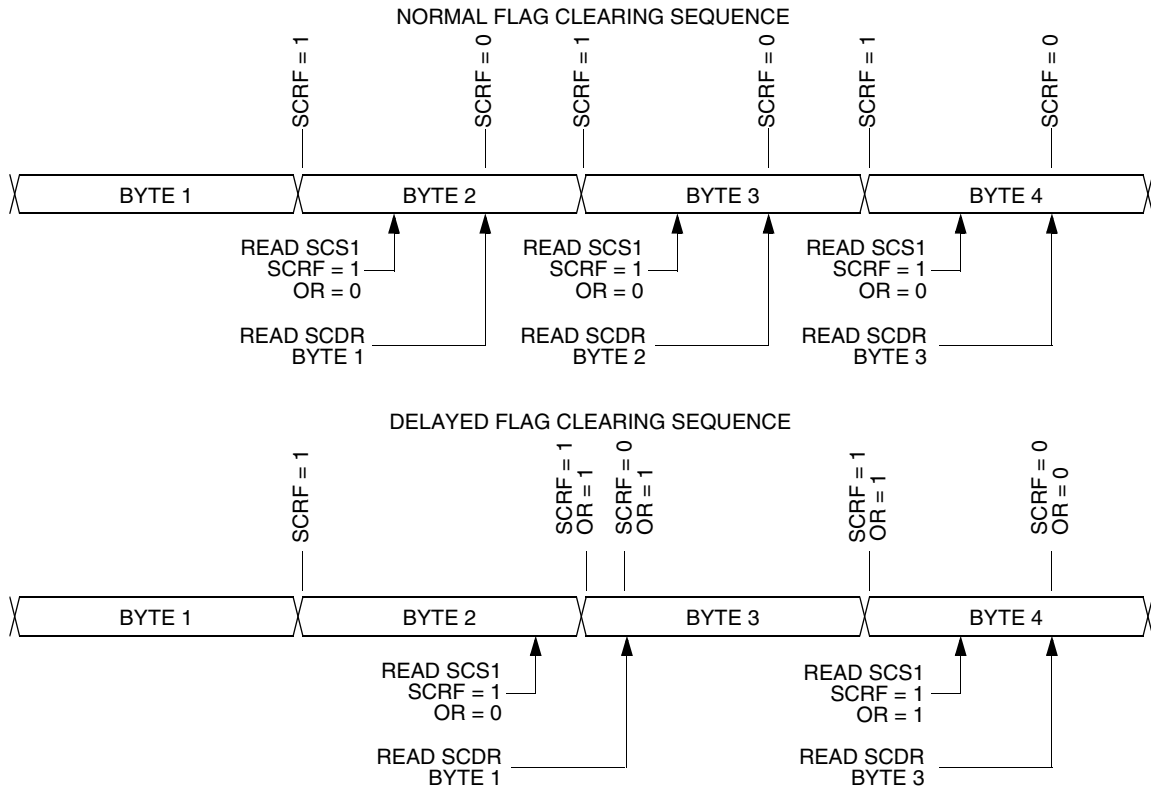 NORMAL FLAG CLEARING SEQUENCE
SCRF = 1
SCRF = 0
SCRF = 1
SCRF = 0
SCRF = 1
SCRF = 0
BYTE 1
BYTE 2
BYTE 3
BYTE 4
READ SCS1
SCRF = 1
OR = 0
READ SCS1
SCRF = 1
OR = 0
READ SCS1
SCRF = 1
OR = 0
READ SCDR
BYTE 1
READ SCDR
BYTE 2
READ SCDR
BYTE 3
DELAYED FLAG CLEARING SEQUENCE
SCRF = 1
SCRF = 1
OR = 1
SCRF = 0
OR = 1
SCRF = 1
OR = 1
SCRF = 0
OR = 0
BYTE 1
BYTE 2
BYTE 3
BYTE 4
READ SCS1
SCRF = 1
OR = 0
READ SCS1
SCRF = 1
OR = 1
READ SCDR
BYTE 1
READ SCDR
BYTE 3